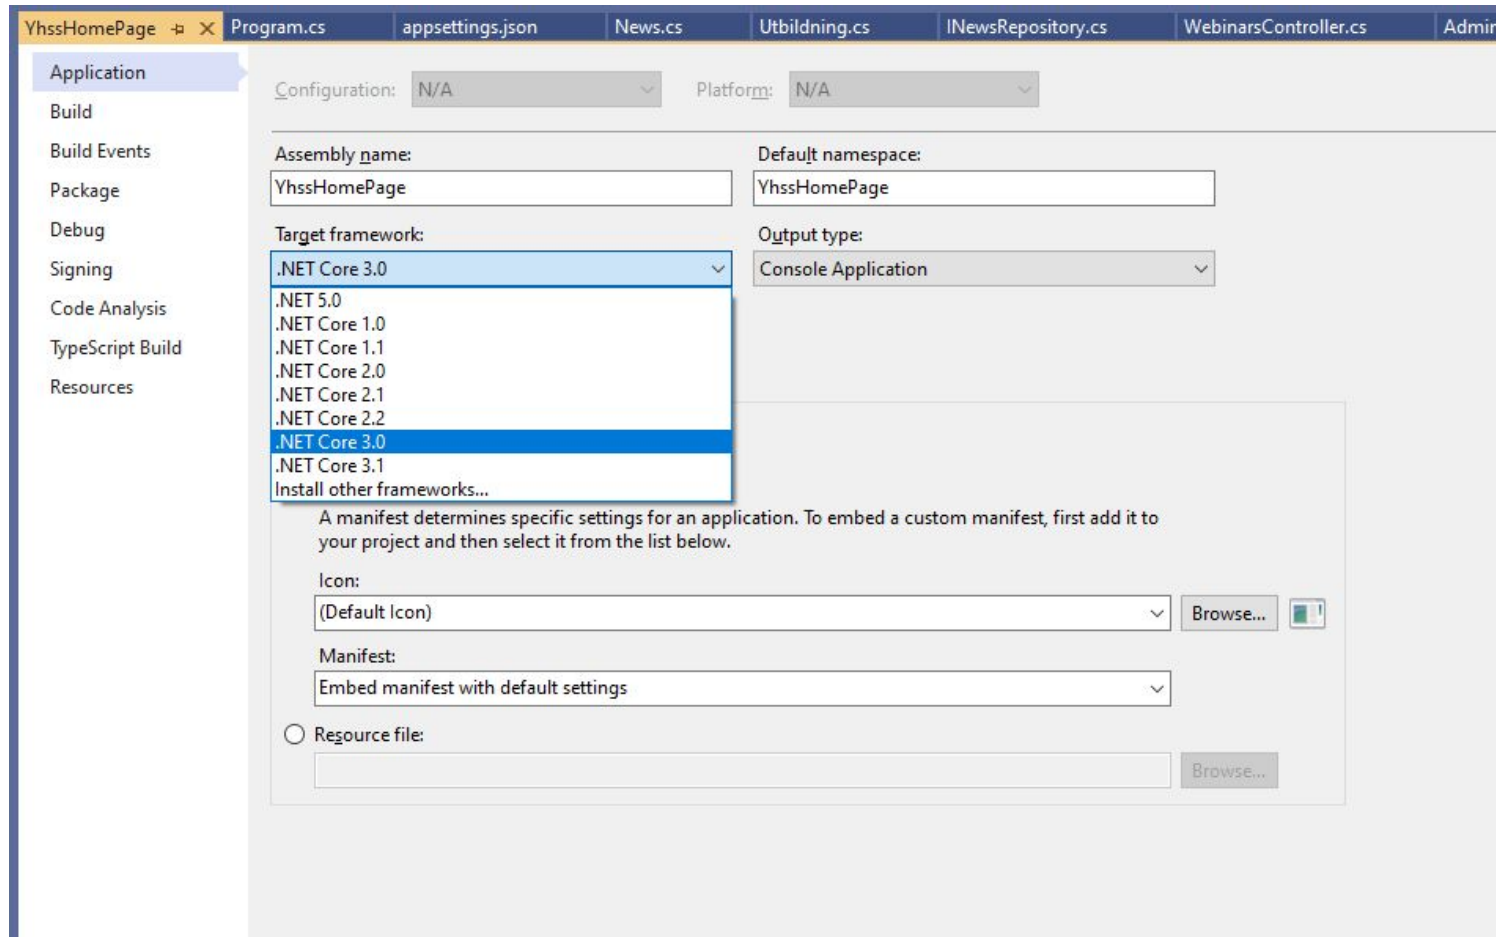 YhssHomePage Program.cs appsettings.json News.cs Utbildning.cs INewsRepository.cs WebinarsController.cs Admin
Application
Build
Build Events
Package
Debug
Signing
Code Analysis
TypeScript Build
Resources
Configuration: N/A Platform: N/A
Assembly name: Default namespace:
YhssHomePage YhssHomePage
Target framework: Output type:
.NET Core 3.0 Console Application
.NET 5.0
.NET Core 1.0
.NET Core 1.1
.NET Core 2.0
.NET Core 2.1
.NET Core 2.2
.NET Core 3.0
.NET Core 3.1
Install other frameworks...
A manifest determines specific settings for an application. To embed a custom manifest, first add it to
your project and then select it from the list below.
Icon:
(Default Icon) Browse...
Manifest:
Embed manifest with default settings
Resource file:
Browse...